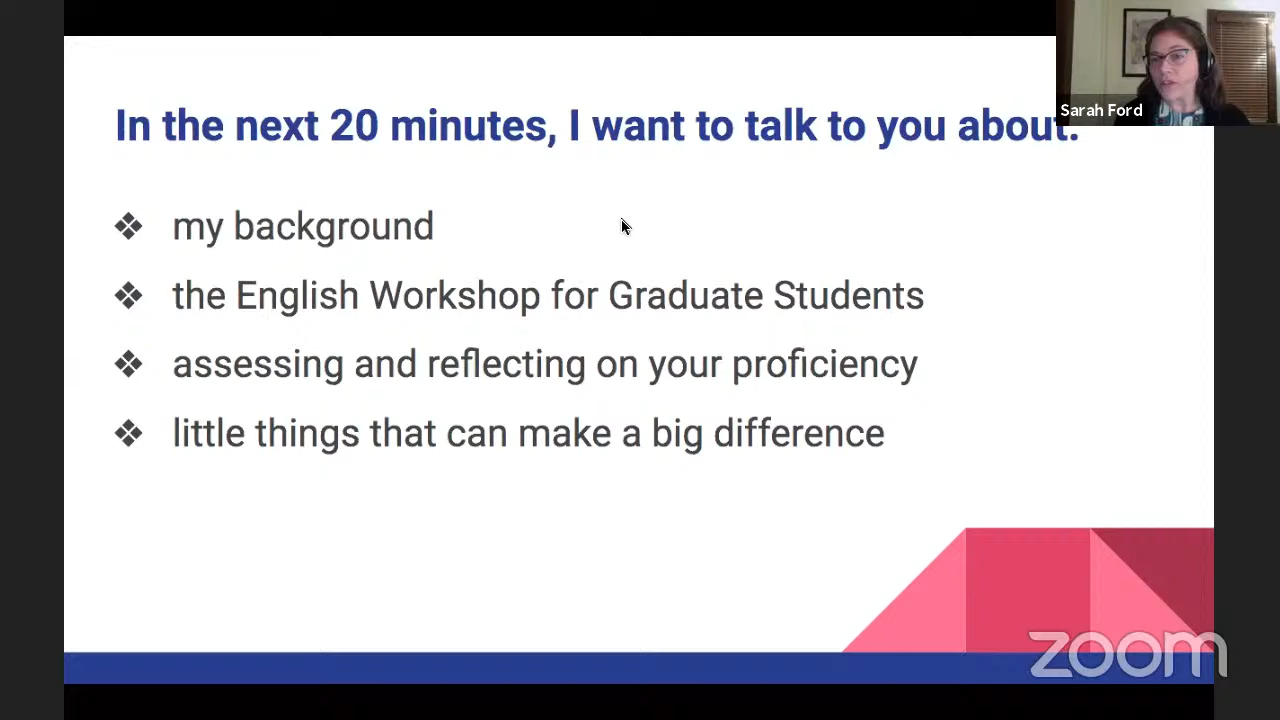 In the next 20 minutes, I want to talk to you about:
Sarah Ford
my background
the English Workshop for Graduate Students
assessing and reflecting on your proficiency
little things that can make a big difference
zoom